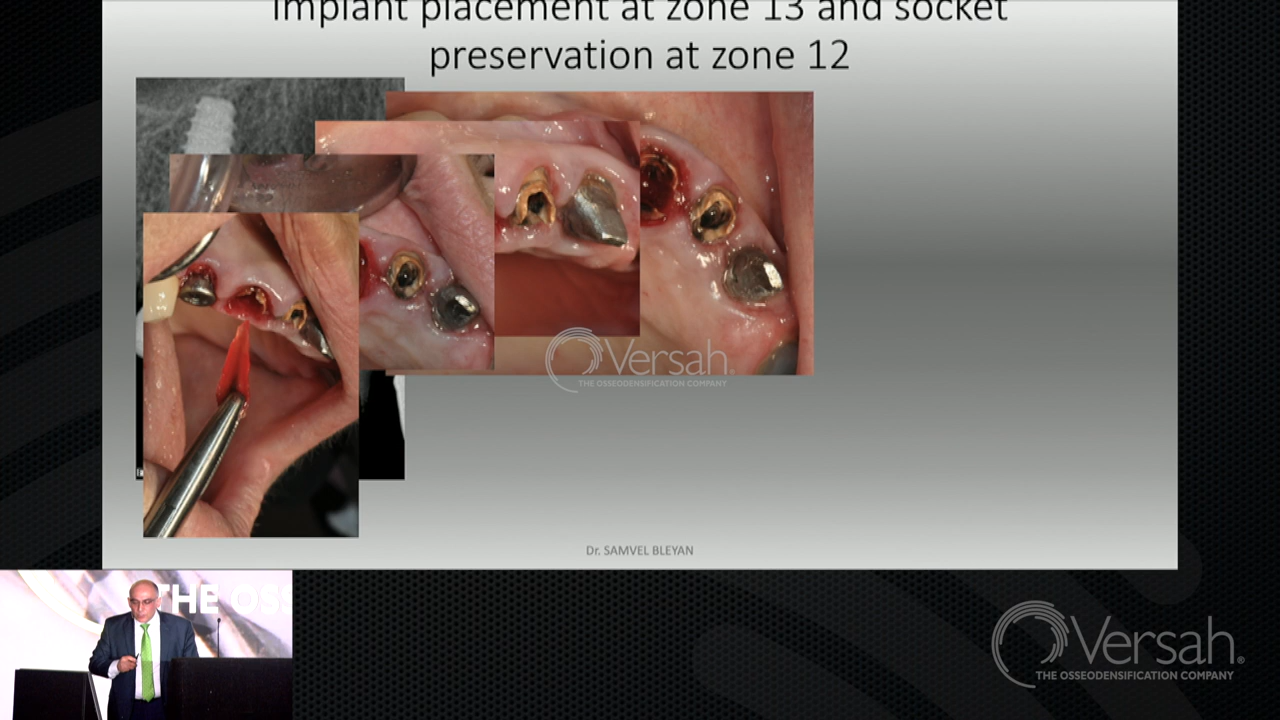 Implant placement at zone 13 and socket
preservation at zone 12
Versah
THE OSSEODENSIFICATION COMPANY
Dr. SAMVEL BLEYAN
THE OSS
Versah
THE OSSEODENSIFICATION COMPANY